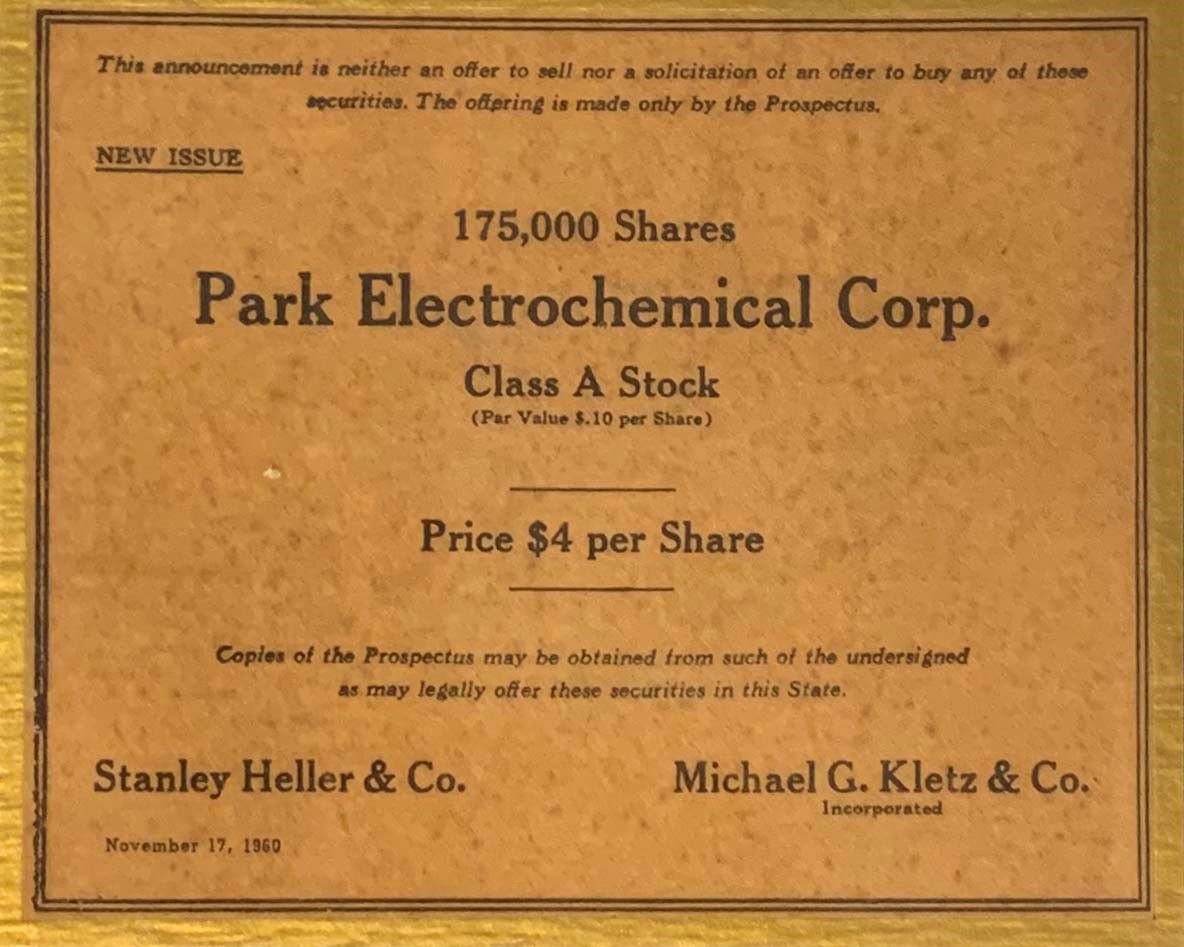 This announcement is neither an offer to sell nor a solicitation of an offer to buy any of these
securities. The offering is made only by the Prospectus.
NEW ISSUE
175,000 Shares
Park Electrochemical Corp.
Class A Stock
(Par Value $.10 per Share)
Price $4 per Share
Copies of the Prospectus may be obtained from such of the undersigned
as may legally offer these securities in this State.
Stanley Heller & Co.
Michael G. Kletz & Co.
Incorporated
November 17, 1960